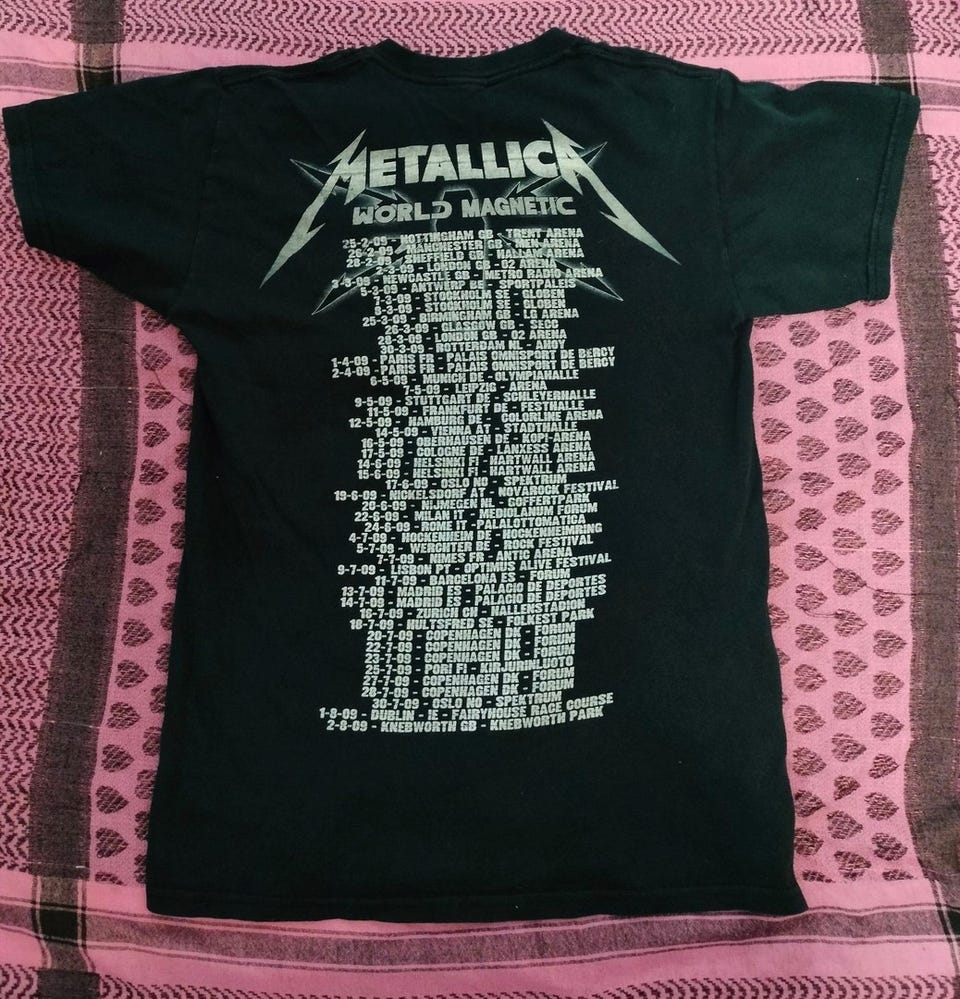 METALLICA
WORLD MAGNETIC
25-2-09 - NOTTINGHAM GB - TRENT ARENA
26-2-09 - MANCHESTER GB - MEN ARENA
28-2-09 - SHEFFIELD GB - HALLAM ARENA
2-3-09 - LONDON GB - O2 ARENA
3-3-09 - NEWCASTLE GB - METRO RADIO ARENA
5-3-09 - ANTWERP BE - SPORTPALEIS
STOCKHOLM SE - GLOBEN
STOCKHOLM SE - GLOBEN
25-3-09 - BIRMINGHAM GB - LG ARENA
26-3-09 - GLASGOW GB - SECC
28-3-09 - LONDON GB - O2 ARENA
30-3-09 - ROTTERDAM NL - AHOY
1-4-09 - PARIS FR - PALAIS OMNISPORT DE BERCY
2-4-09 - PARIS FR - PALAIS OMNISPORT DE BERCY
6-5-09 - MUNICH DE - OLYMPIAHALLE
7-5-09 - LEIPZIG - ARENA
9-5-09 - STUTTGART DE - SCHLEYERHALLE
11-5-09 - FRANKFURT DE - FESTHALLE
12-5-09 - HAMBURG DE - COLORLINE ARENA
14-5-09 - VIENNA AT - STADTHALLE
16-5-09 - OBERHAUSEN DE - KOPI-ARENA
17-5-09 - COLOGNE DE - LANXESS ARENA
14-6-09 - HELSINKI FI - HARTWALL ARENA
15-6-09 - HELSINKI FI - HARTWALL ARENA
17-6-09 - OSLO NO - SPEKTRUM
19-6-09 - NICKELSDORF AT - NOVAROCK FESTIVAL
20-6-09 - NIJMEGEN NL - GOFFERTPARK
22-6-09 - MILAN IT - MEDIOLANUM FORUM
24-6-09 - ROME IT - PALALOTTOMATICA
4-7-09 - HOCKENHEIM DE - HOCKENHEIMRING
5-7-09 - WERCHTER BE - ROCK FESTIVAL
7-7-09 - NIMES FR - ANTIC ARENA
9-7-09 - LISBON PY - OPTIMUS ALIVE FESTIVAL
11-7-09 - BARCELONA ES - FORUM
13-7-09 - MADRID ES - PALACIO DE DEPORTES
14-7-09 - MADRID ES - PALACIO DE DEPORTES
16-7-09 - ZURICH CH - HALLENSTADION
18-7-09 - HULTSFRED SE - FOLKEST PARK
20-7-09 - COPENHAGEN DK - FORUM
22-7-09 - COPENHAGEN DK - FORUM
23-7-09 - COPENHAGEN DK - FORUM
25-7-09 - PORI FI - KIRJURINLUOTO
27-7-09 - COPENHAGEN DK - FORUM
28-7-09 - COPENHAGEN DK - FORUM
30-7-09 - OSLO NO - SPEKTRUM
1-8-09 - DUBLIN - IE - FAIRYHOUSE RACE COURSE
2-8-09 - KNEBWORTH GB - KNEBWORTH PARK